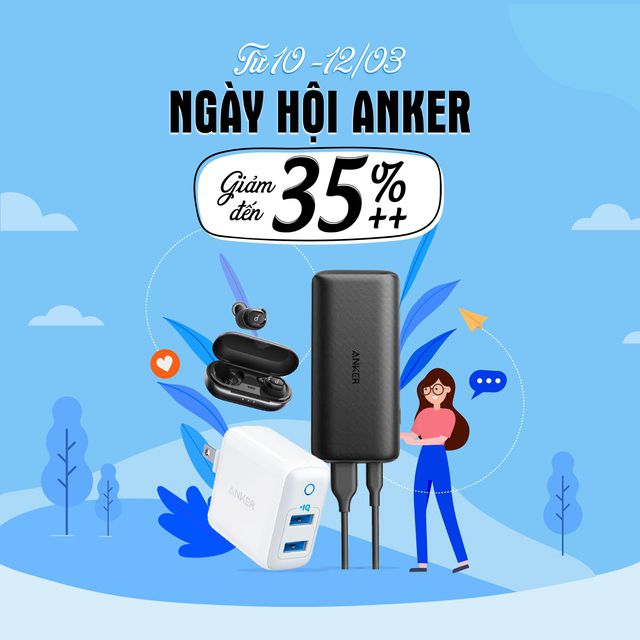 Từ 10 - 12/03
NGÀY HỘI ANKER
Giảm đến 35%++
ANKER
ANKER
IQ